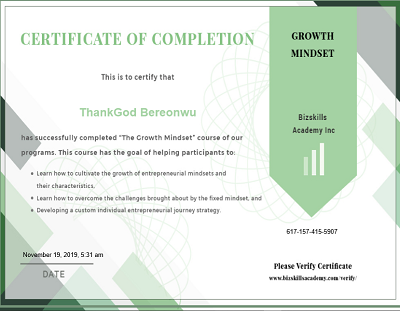 CERTIFICATE OF COMPLETION
This is to certify that
ThankGod Bereonwu
has successfully completed "The Growth Mindset" course of our
programs. This course has the goal of helping participants to:
• Learn how to cultivate the growth of entrepreneurial mindsets and
their characteristics.
• Learn how to overcome the challenges brought about by the fixed mindset, and
• Developing a custom individual entrepreneurial journey strategy.
November 19, 2019, 5:31 am
DATE
GROWTH
MINDSET
Bizskills
Academy Inc
617-157-415-5907
Please Verify Certificate
www.bizskillsacademy.com/verify/